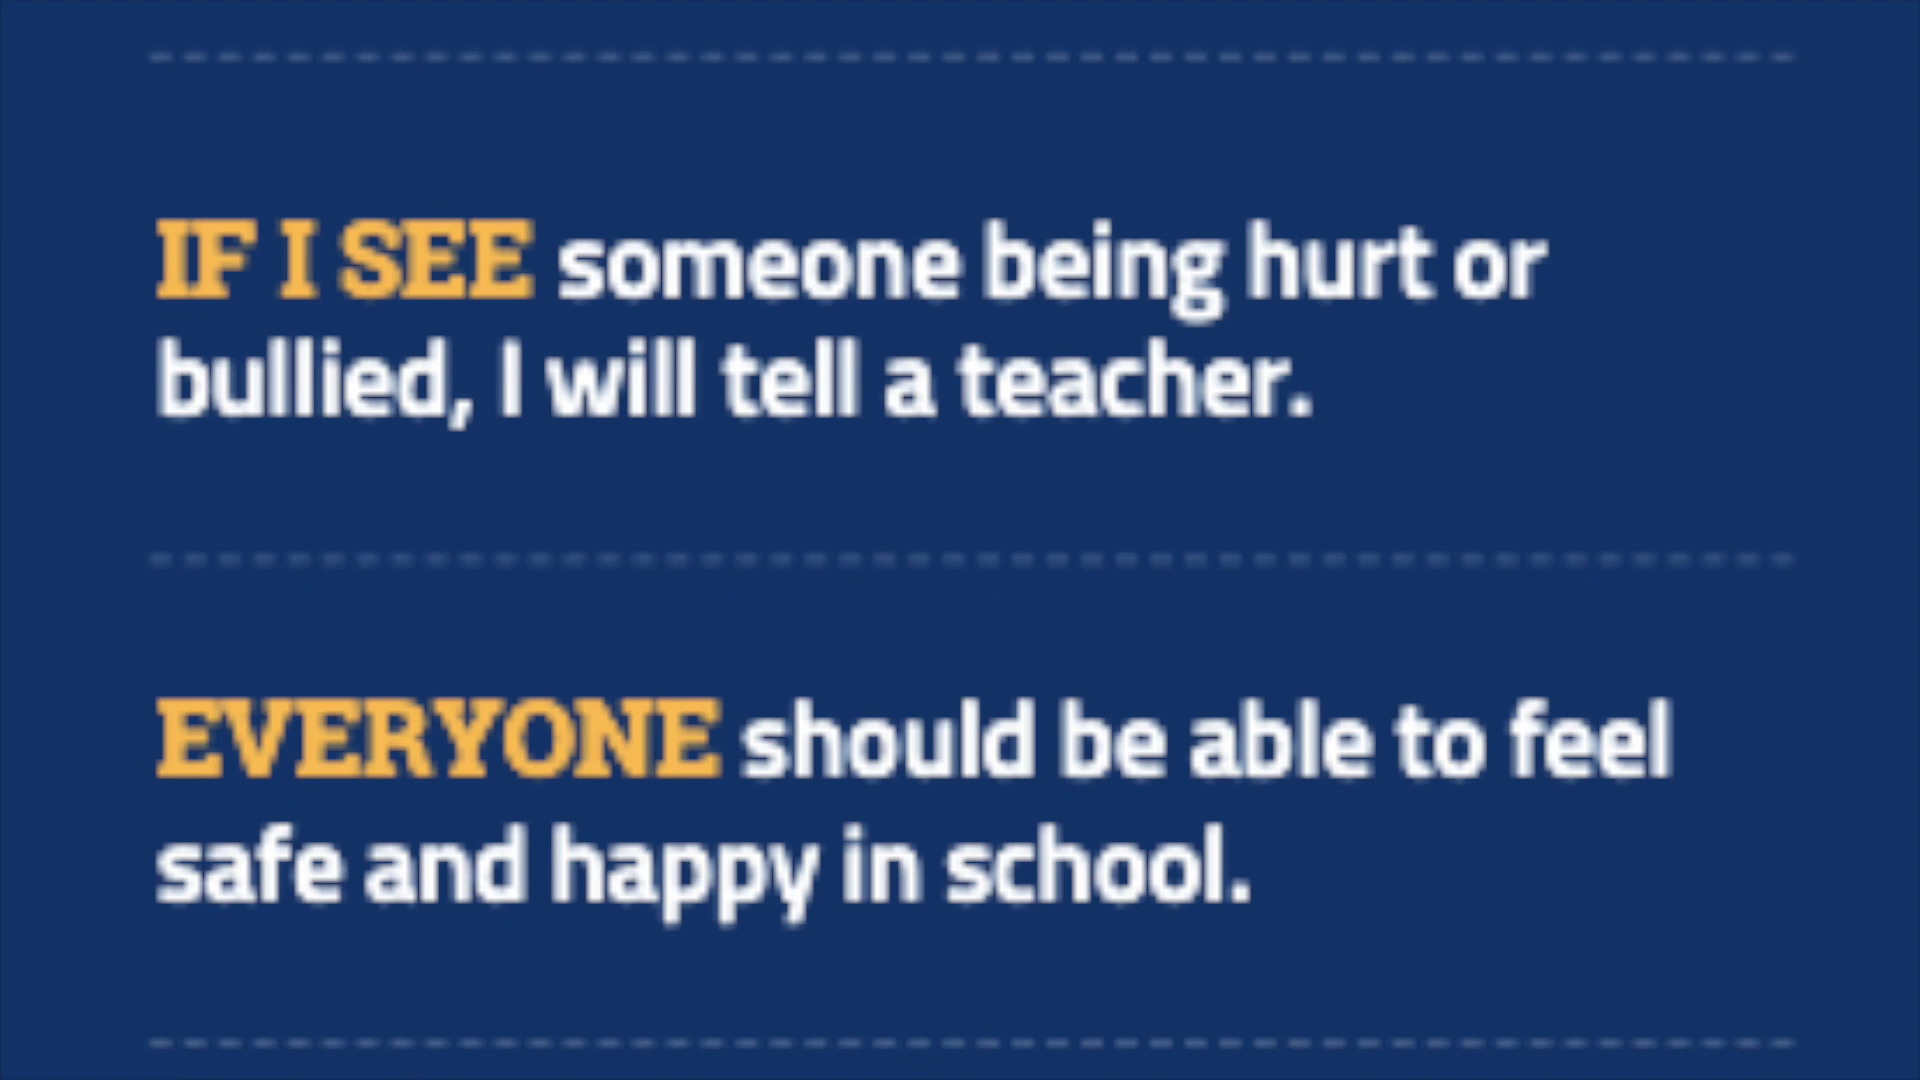 IF I SEE someone being hurt or
bullied, I will tell a teacher.
EVERYONE should be able to feel
safe and happy in school.